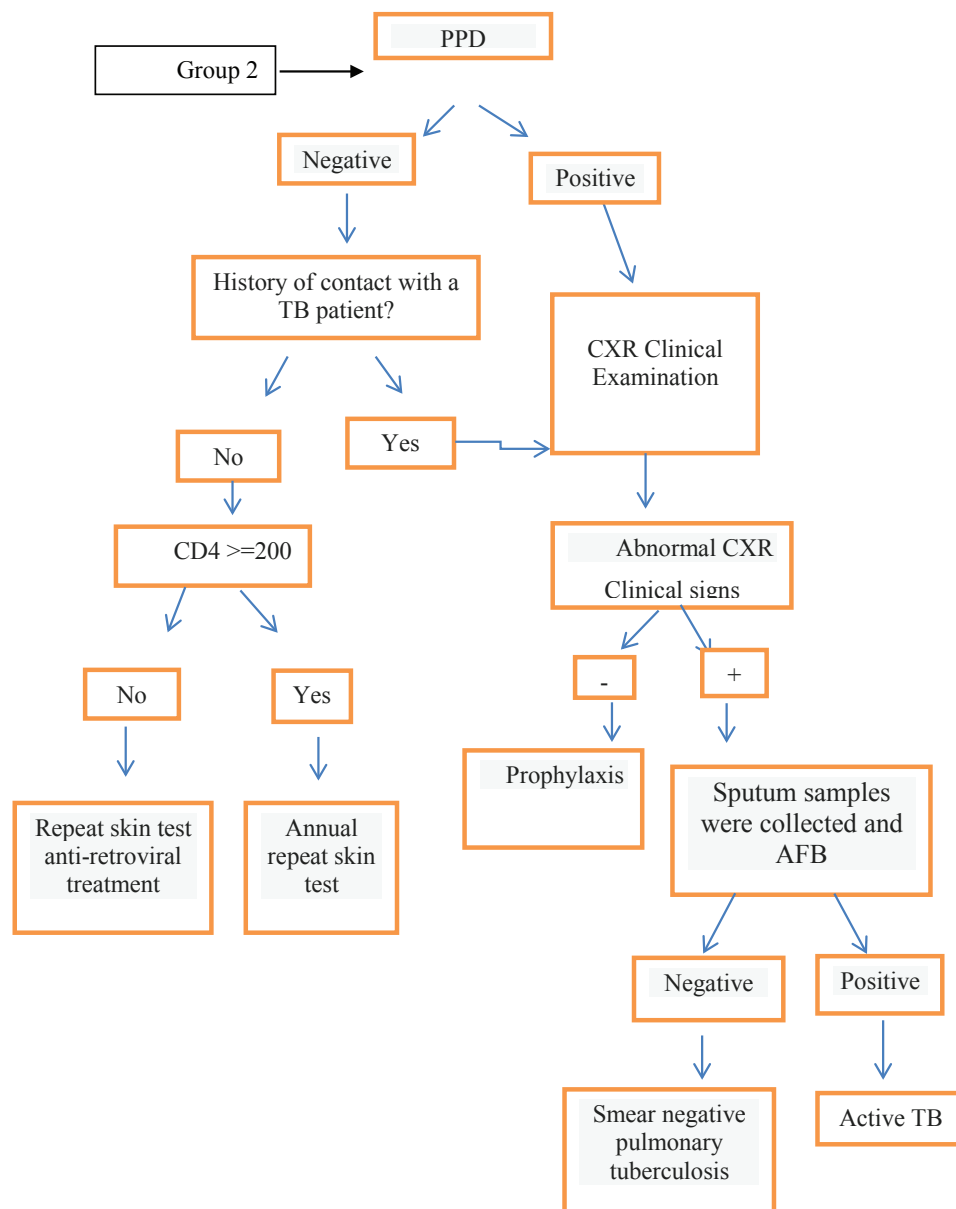 PPD
Group 2
Negative
Positive
History of contact with a
TB patient?
CXR Clinical
Examination
No
Yes
CD4 >=200
Abnormal CXR
Clinical signs
No
Yes
-
+
Repeat skin test
anti-retroviral
treatment
Annual
repeat skin
test
Prophylaxis
Sputum samples
were collected and
AFB
Negative
Positive
Smear negative
pulmonary
tuberculosis
Active TB